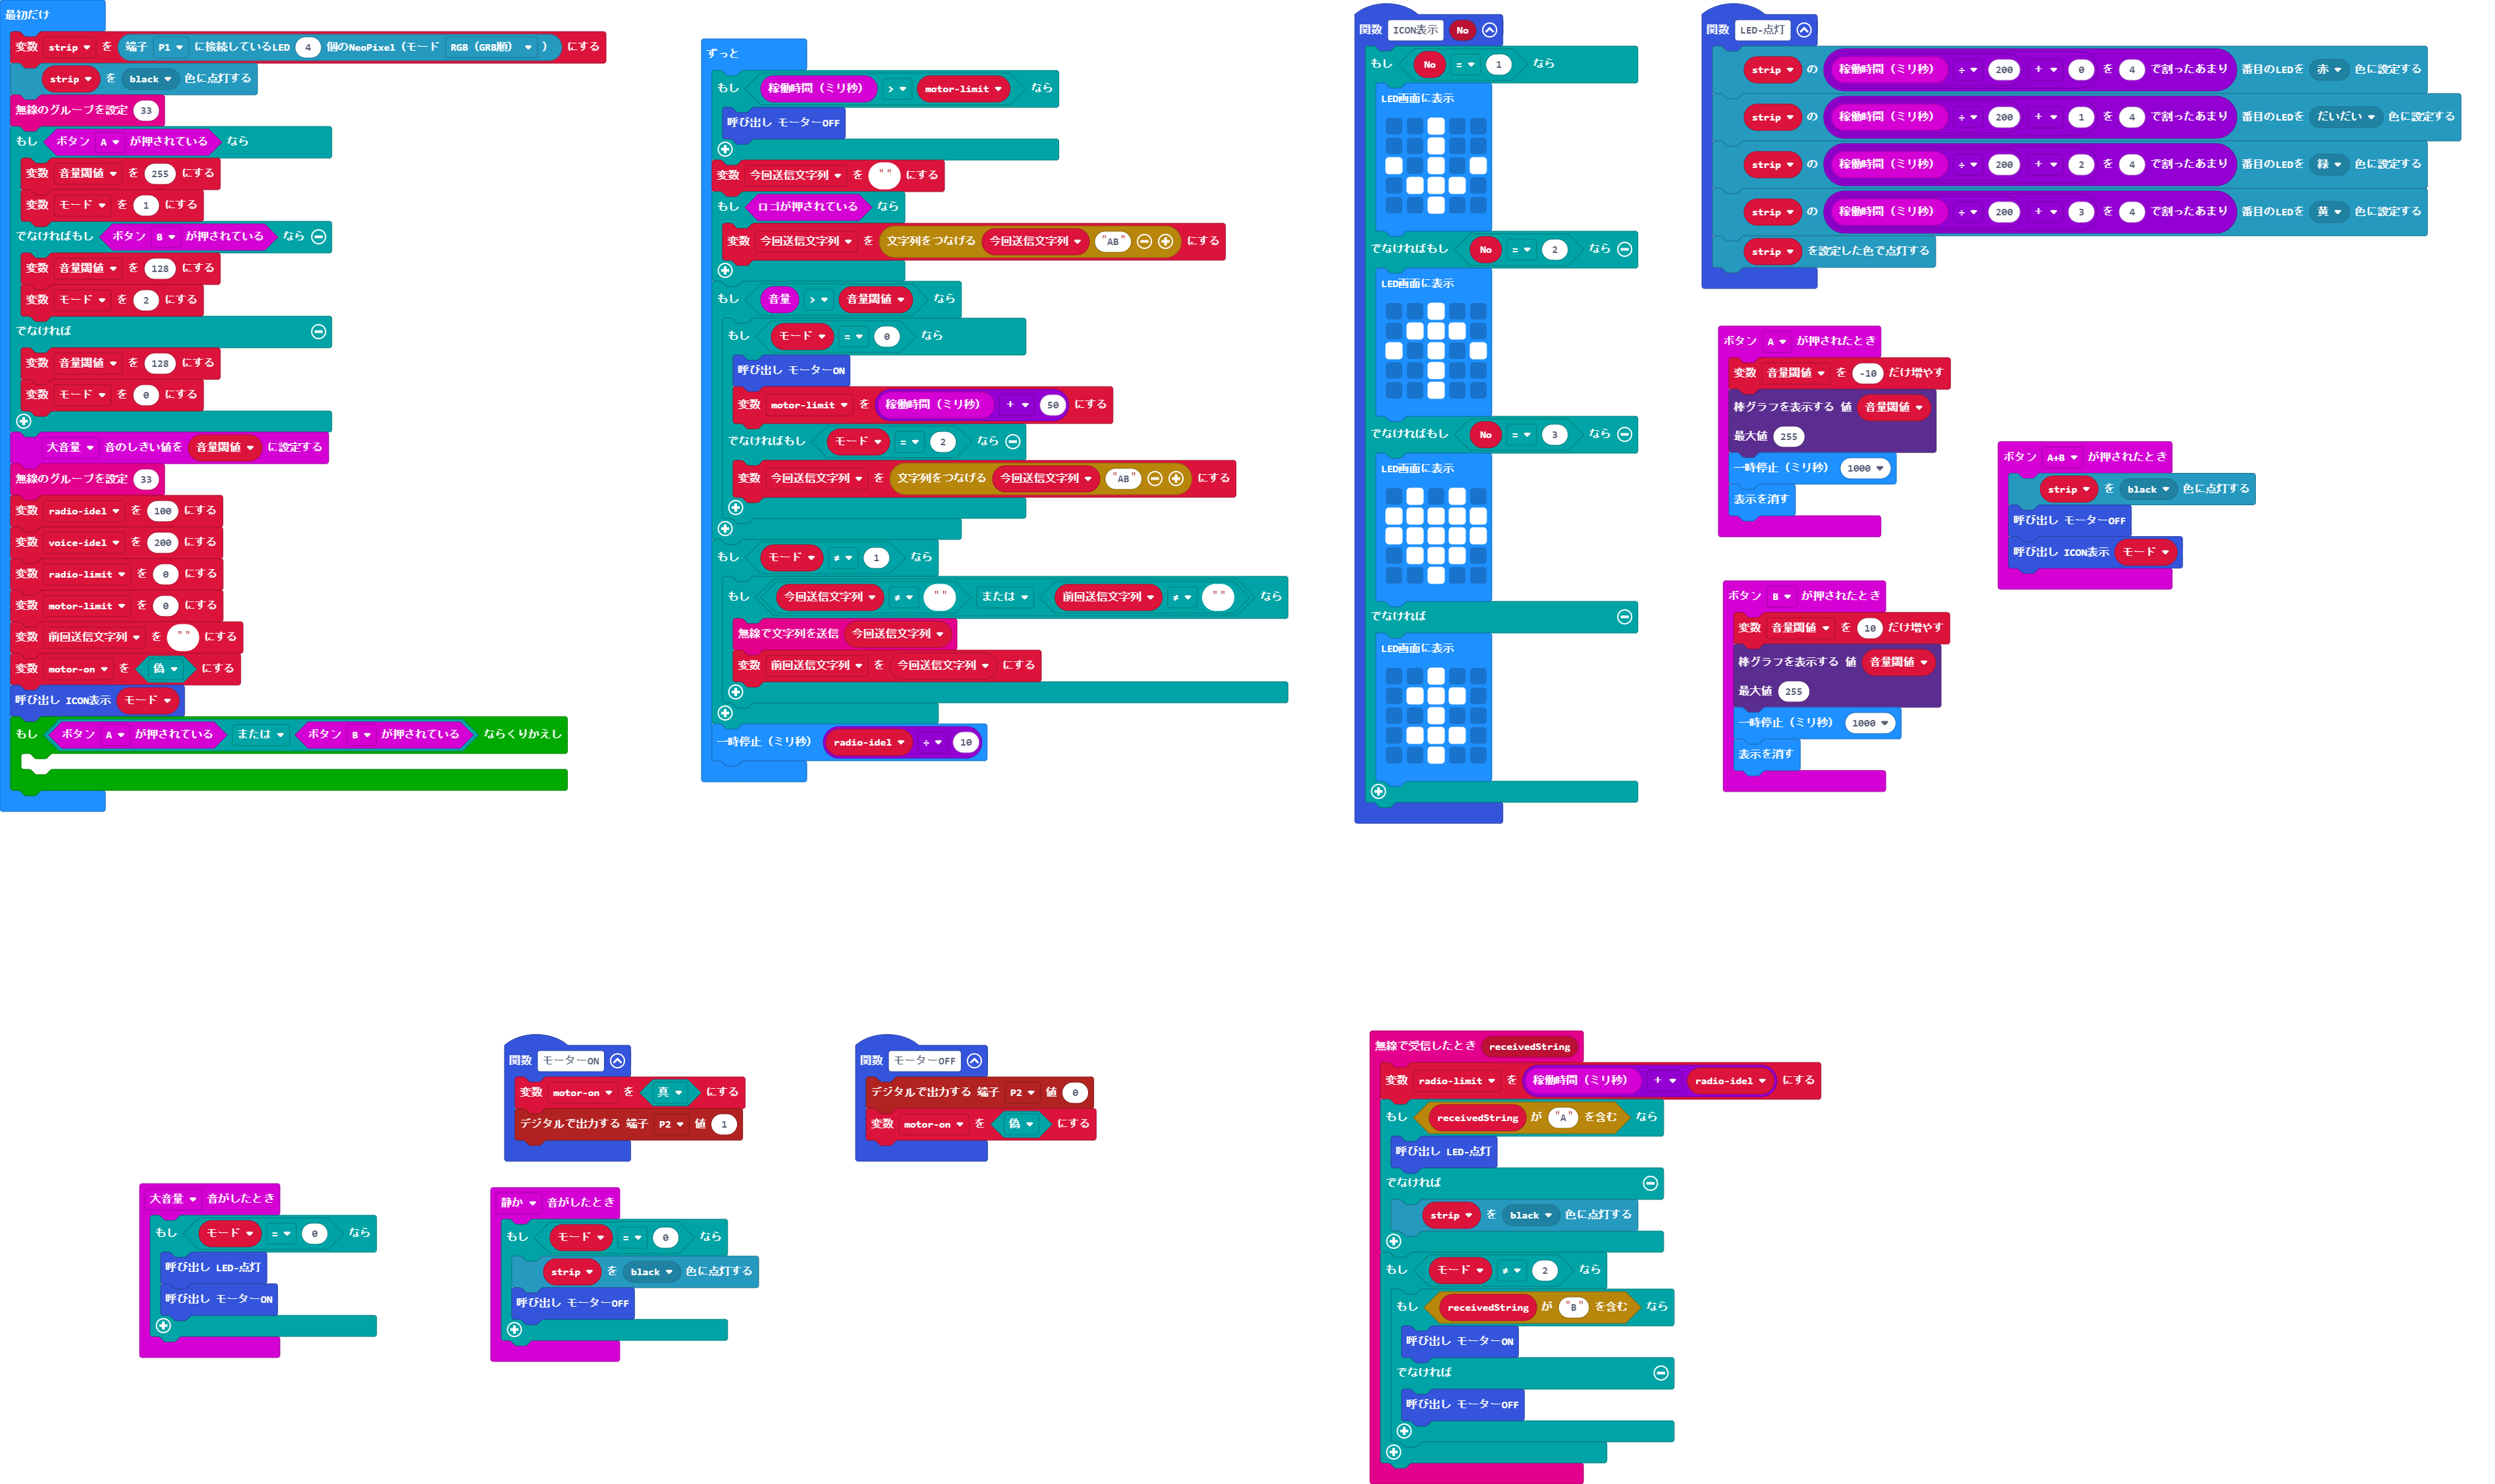 最初だけ
変数 strip を 端子 P1 に接続しているLED 4 個のNeoPixel (モード RGB (GRB順) ) にする
strip を black 色に点灯する
無線のグループを設定 33
もし ボタン A が押されている なら
変数 音量閾値 を 255 にする
変数 モード を 1 にする
でなければもし ボタン B が押されている なら
変数 音量閾値 を 128 にする
変数 モード を 2 にする
でなければ
変数 音量閾値 を 128 にする
変数 モード を 0 にする
大音量 音のしきい値を 音量閾値 に設定する
無線のグループを設定 33
変数 radio-idel を 100 にする
変数 voice-idel を 200 にする
変数 radio-limit を 0 にする
変数 motor-limit を 0 にする
変数 前回送信文字列 を " " にする
変数 motor-on を 偽 にする
呼び出し ICON表示 モード
もし ボタン A が押されている または ボタン B が押されている ならくりかえし
ずっと
もし 稼働時間 (ミリ秒) > motor-limit なら
呼び出し モーターOFF
変数 今回送信文字列 を " " にする
もし ロゴが押されている なら
変数 今回送信文字列 を 文字列をつなげる 今回送信文字列 "AB" にする
もし 音量 > 音量閾値 なら
もし モード = 0 なら
呼び出し モーターON
変数 motor-limit を 稼働時間 (ミリ秒) + 50 にする
でなければもし モード = 2 なら
変数 今回送信文字列 を 文字列をつなげる 今回送信文字列 "AB" にする
もし モード ≠ 1 なら
もし 今回送信文字列 ≠ " " または 前回送信文字列 ≠ " " なら
無線で文字列を送信 今回送信文字列
変数 前回送信文字列 を 今回送信文字列 にする
一時停止 (ミリ秒) radio-idel ÷ 10
関数 ICON表示 No
もし No = 1 なら
LED画面に表示
でなければもし No = 2 なら
LED画面に表示
でなければもし No = 3 なら
LED画面に表示
でなければ
LED画面に表示
関数 LED-点灯
strip の 稼働時間 (ミリ秒) ÷ 200 + 0 を 4 で割ったあまり 番目のLEDを 赤 色に設定する
strip の 稼働時間 (ミリ秒) ÷ 200 + 1 を 4 で割ったあまり 番目のLEDを だいだい 色に設定する
strip の 稼働時間 (ミリ秒) ÷ 200 + 2 を 4 で割ったあまり 番目のLEDを 緑 色に設定する
strip の 稼働時間 (ミリ秒) ÷ 200 + 3 を 4 で割ったあまり 番目のLEDを 黄 色に設定する
strip を設定した色で点灯する
ボタン A が押されたとき
変数 音量閾値 を -10 だけ増やす
棒グラフを表示する 値 音量閾値
最大値 255
一時停止 (ミリ秒) 1000
表示を消す
ボタン A+B が押されたとき
strip を black 色に点灯する
呼び出し モーターOFF
呼び出し ICON表示 モード
ボタン B が押されたとき
変数 音量閾値 を 10 だけ増やす
棒グラフを表示する 値 音量閾値
最大値 255
一時停止 (ミリ秒) 1000
表示を消す
関数 モーターON
変数 motor-on を 真 にする
デジタルで出力する 端子 P2 値 1
関数 モーターOFF
デジタルで出力する 端子 P2 値 0
変数 motor-on を 偽 にする
大音量 音がしたとき
もし モード = 0 なら
呼び出し LED-点灯
呼び出し モーターON
静か 音がしたとき
もし モード = 0 なら
strip を black 色に点灯する
呼び出し モーターOFF
無線で受信したとき receivedString
変数 radio-limit を 稼働時間 (ミリ秒) + radio-idel にする
もし receivedString が "A" を含む なら
呼び出し LED-点灯
でなければ
strip を black 色に点灯する
もし モード ≠ 2 なら
もし receivedString が "B" を含む なら
呼び出し モーターON
でなければ
呼び出し モーターOFF